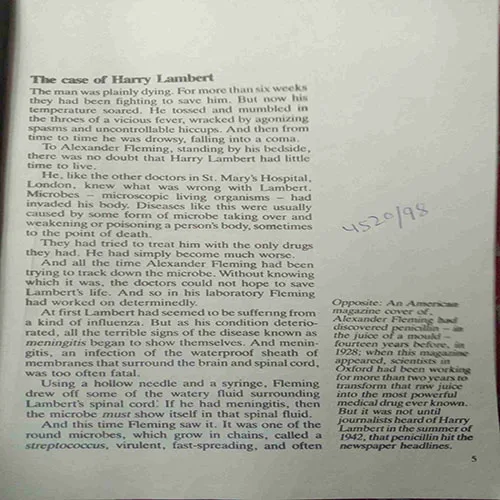 The case of Harry Lambert
The man was plainly dying. For more than six weeks
they had been fighting to save him. But now his
temperature soared. He tossed and mumbled in
the throes of a vicious fever, wracked by agonizing
spasms and uncontrollable hiccups. And then from
time to time he was drowsy, falling into a coma.
To Alexander Fleming, standing by his bedside,
there was no doubt that Harry Lambert had little
time to live.
He, like the other doctors in St. Mary's Hospital,
London, knew what was wrong with Lambert.
Microbes – microscopic living organisms – had
invaded his body. Diseases like this were usually
caused by some form of microbe taking over and
weakening or poisoning a person's body, sometimes
to the point of death.
They had tried to treat him with the only drugs
they had. He had simply become much worse.
And all the time Alexander Fleming had been
trying to track down the microbe. Without knowing
which it was, the doctors could not hope to save
Lambert's life. And so in his laboratory Fleming
had worked on determinedly.
At first Lambert had seemed to be suffering from
a kind of influenza. But as his condition deterio-
rated, all the terrible signs of the disease known as
meningitis began to show themselves. And menin-
gitis, an infection of the waterproof sheath of
membranes that surround the brain and spinal cord,
was too often fatal.
Using a hollow needle and a syringe, Fleming
drew off some of the watery fluid surrounding
Lambert's spinal cord. If he had meningitis, then
the microbe must show itself in that spinal fluid.
And this time Fleming saw it. It was one of the
round microbes, which grow in chains, called a
streptococcus, virulent, fast-spreading, and often
4520/98
Opposite: An American
magazine cover of
Alexander Fleming had
discovered penicillin – in
the juice of a mould –
fourteen years before, in
1928; when this magazine
appeared, scientists in
Oxford had been working
for more than two years to
transform that raw juice
into the most powerful
medical drug ever known.
But it was not until
journalists heard of Harry
Lambert in the summer of
1942, that penicillin hit the
newspaper headlines.
5